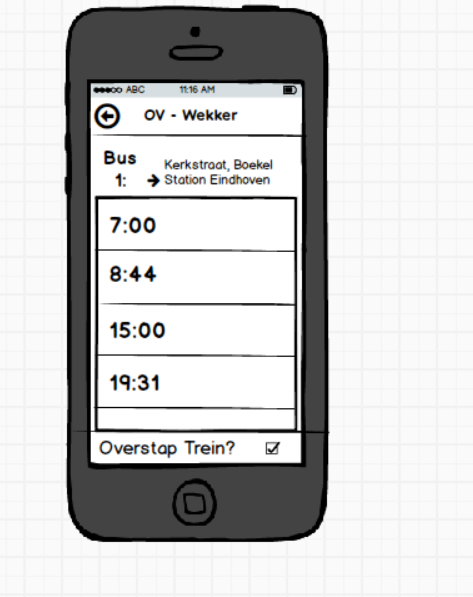 ABC 11:16 AM
OV - Wekker
Bus
1:
Kerkstraat, Boekel
→ Station Eindhoven
7:00
8:44
15:00
19:31
Overstap Trein? ☑